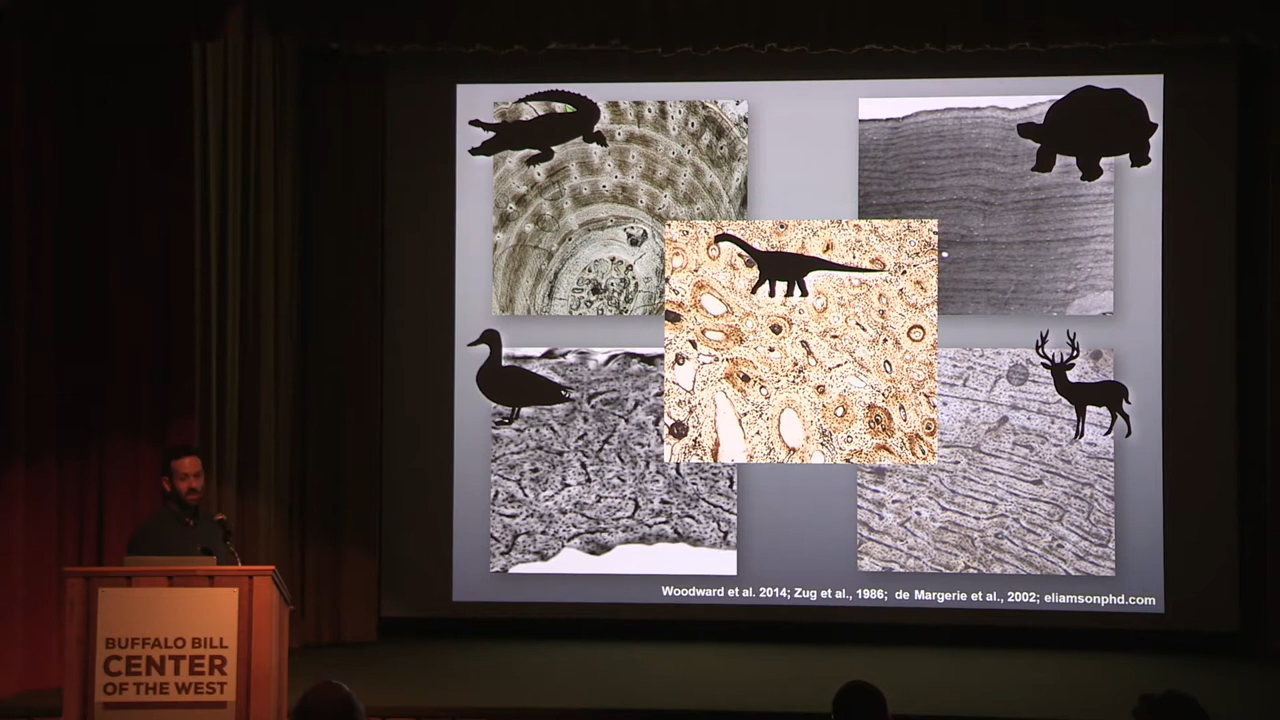 Woodward et al. 2014; Zug et al., 1986;  de Margerie et al., 2002; eliamsonphd.com
BUFFALO BILL
CENTER
OF THE WEST